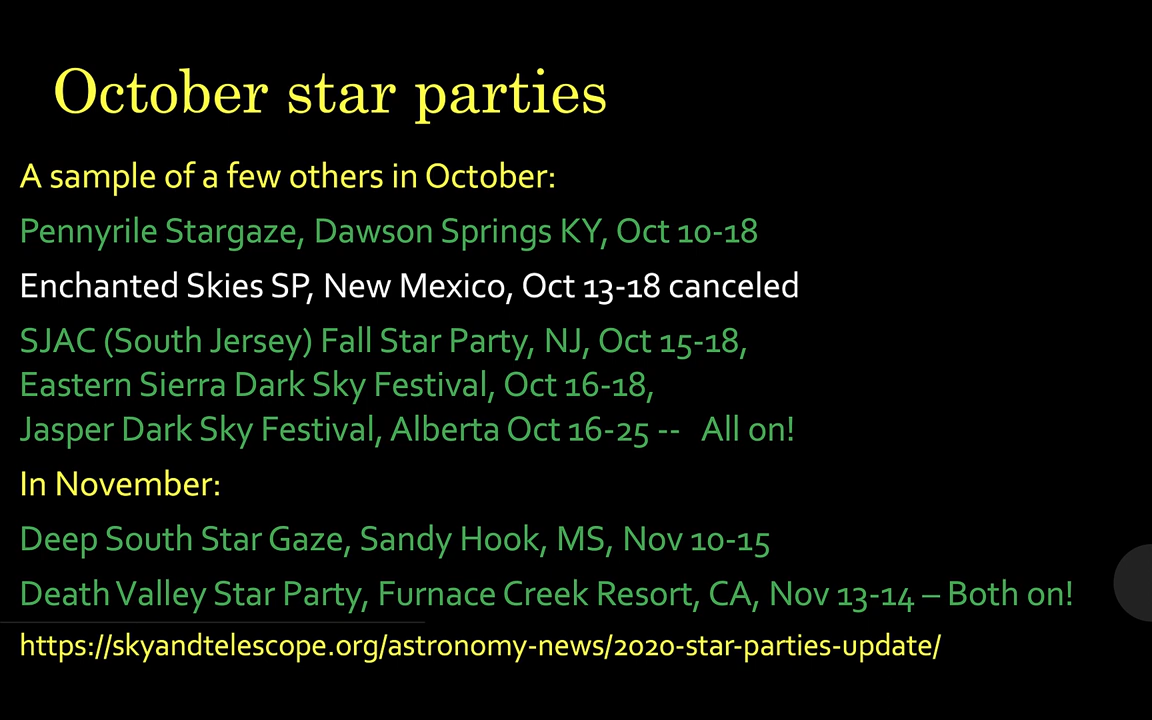 October star parties
A sample of a few others in October:
Pennyrile Stargaze, Dawson Springs KY, Oct 10-18
Enchanted Skies SP, New Mexico, Oct 13-18 canceled
SJAC (South Jersey) Fall Star Party, NJ, Oct 15-18,
Eastern Sierra Dark Sky Festival, Oct 16-18,
Jasper Dark Sky Festival, Alberta Oct 16-25 -- All on!
In November:
Deep South Star Gaze, Sandy Hook, MS, Nov 10-15
Death Valley Star Party, Furnace Creek Resort, CA, Nov 13-14 – Both on!
https://skyandtelescope.org/astronomy-news/2020-star-parties-update/